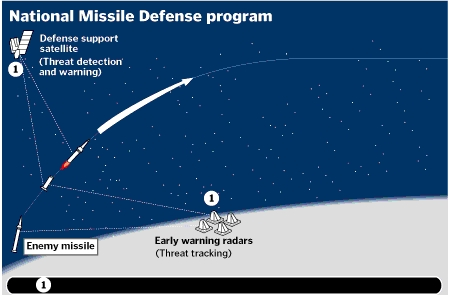 National Missile Defense program
Defense support
satellite
(Threat detection
and warning)
1
1
Enemy missile
Early warning radars
(Threat tracking)
1